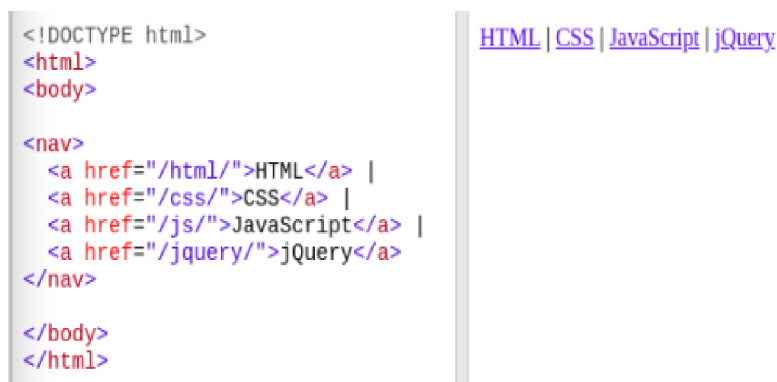 <!DOCTYPE html>
<html>
<body>

<nav>
  <a href="/html/">HTML</a> |
  <a href="/css/">CSS</a> |
  <a href="/js/">JavaScript</a> |
  <a href="/jquery/">jQuery</a>
</nav>

</body>
</html>
HTML | CSS | JavaScript | jQuery